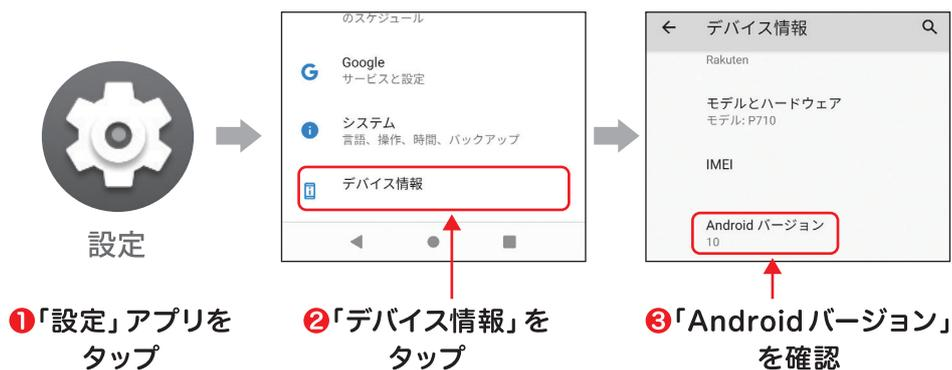 設定
❶「設定」アプリを
タップ
のスケジュール
Google
サービスと設定
システム
言語、操作、時間、バックアップ
デバイス情報
❷「デバイス情報」を
タップ
デバイス情報
Rakuten
モデルとハードウェア
モデル: P710
IMEI
Android バージョン
10
❸「Androidバージョン」
を確認